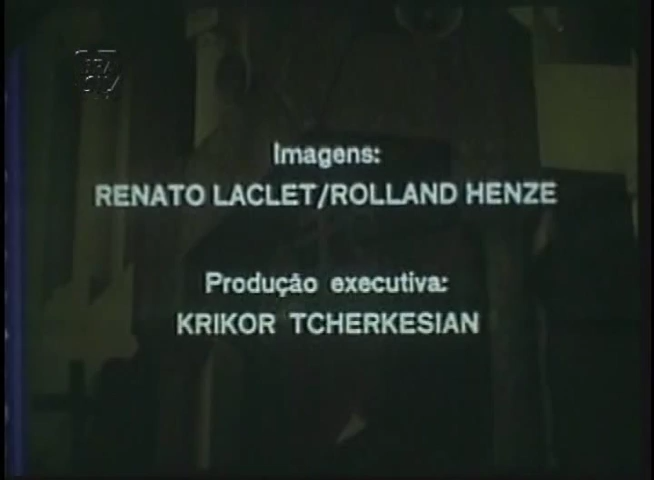 Imagens:
RENATO LACLET/ROLLAND HENZE
Produção executiva:
KRIKOR TCHERKESIAN